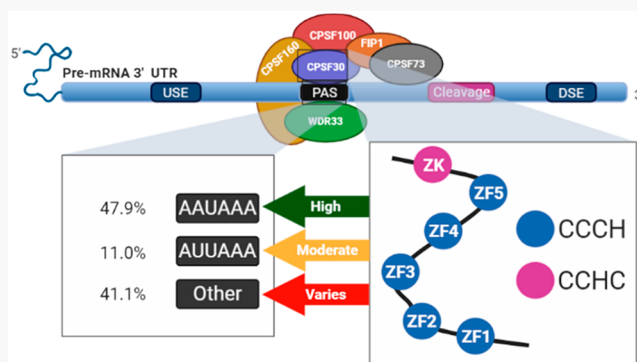 CPSF100
FIP1
CPSF160
CPSF30
CPSF73
5'
Pre-mRNA 3' UTR
USE
PAS
Cleavage
DSE
WDR33
47.9% AAUAAA High
11.0% AUUAAA Moderate
41.1% Other Varies
ZK
ZF5
ZF4
ZF3
ZF2
ZF1
CCCH
CCHC